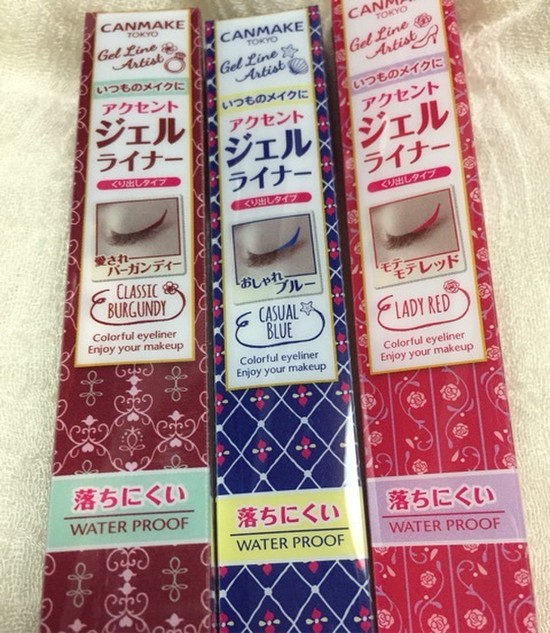 CANMAKE
TOKYO
Gel Line
Artist
いつものメイクに
アクセント
ジェル
ライナー
くり出しタイプ
愛され
バーガンディー
CLASSIC
BURGUNDY
Colorful eyeliner
Enjoy your makeup
落ちにくい
WATER PROOF
CANMAKE
TOKYO
Gel Line
Artist
いつものメイクに
アクセント
ジェル
ライナー
くり出しタイプ
おしゃれ
ブルー
CASUAL
BLUE
Colorful eyeliner
Enjoy your makeup
落ちにくい
WATER PROOF
CANMAKE
TOKYO
Gel Line
Artist
いつものメイクに
アクセント
ジェル
ライナー
くり出しタイプ
モテ
モテレッド
LADY RED
Colorful eyeliner
Enjoy your makeup
落ちにくい
WATER PROOF